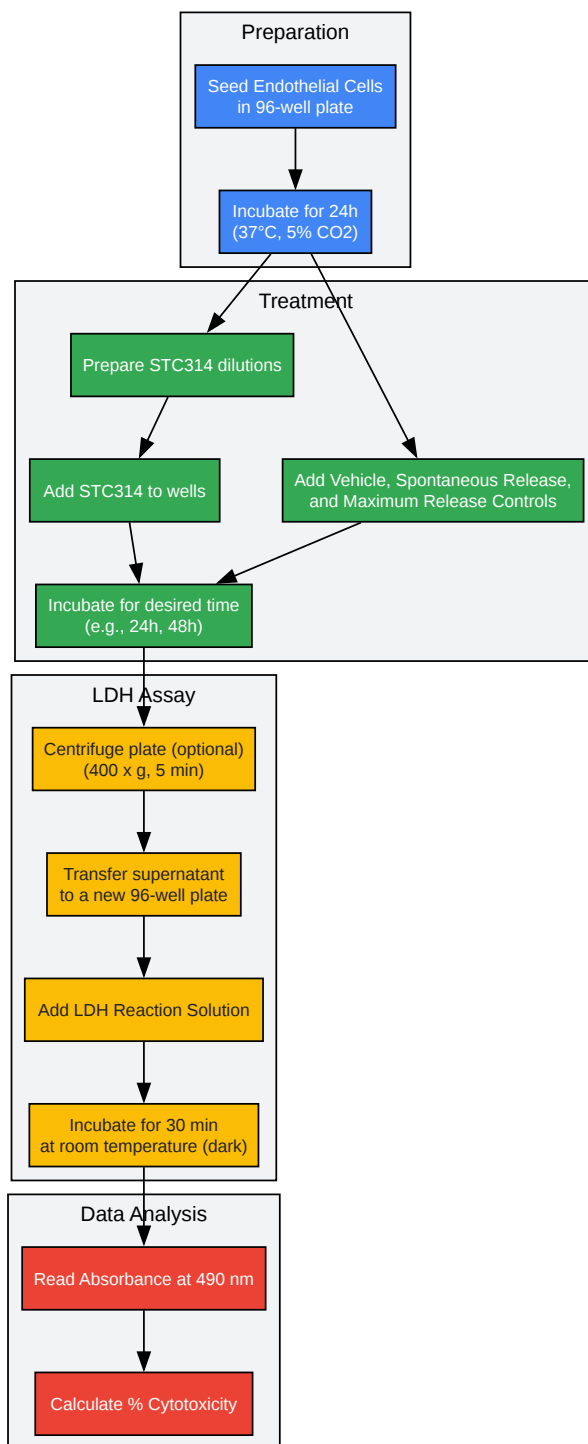 Preparation
Seed Endothelial Cells
in 96-well plate
Incubate for 24h
(37°C, 5% CO2)
Treatment
Prepare STC314 dilutions
Add STC314 to wells
Add Vehicle, Spontaneous Release,
and Maximum Release Controls
Incubate for desired time
(e.g., 24h, 48h)
LDH Assay
Centrifuge plate (optional)
(400 x g, 5 min)
Transfer supernatant
to a new 96-well plate
Add LDH Reaction Solution
Incubate for 30 min
at room temperature (dark)
Data Analysis
Read Absorbance at 490 nm
Calculate % Cytotoxicity